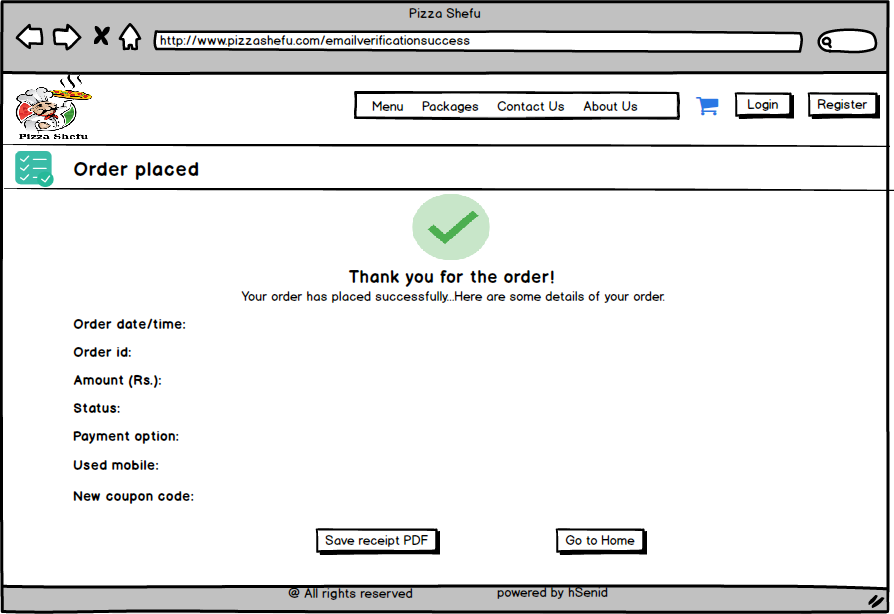 Pizza Shefu
http://www.pizzashefu.com/emailverificationsuccess
Pizza Shefu
Menu Packages Contact Us About Us
Login
Register
Order placed
Thank you for the order!
Your order has placed successfully...Here are some details of your order.
Order date/time:
Order id:
Amount (Rs.):
Status:
Payment option:
Used mobile:
New coupon code:
Save receipt PDF
Go to Home
@ All rights reserved
powered by hSenid